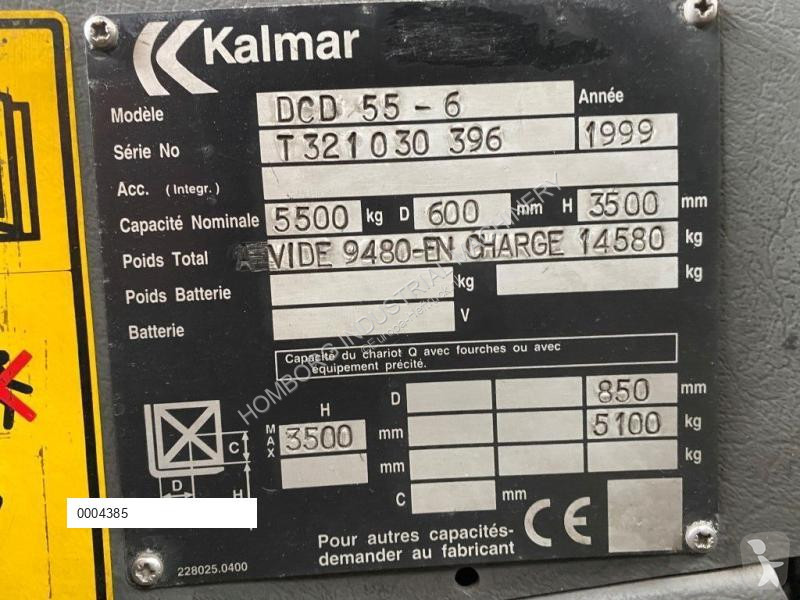 Kalmar
Modèle DCD 55-6 Année
Série No T321030 396 1999
Acc. (Integr.)
Capacité Nominale 5500 kg D 600 mm H 3500 mm
Poids Total A VIDE 9480-EN CHARGE 14580 kg
Poids Batterie kg kg
Batterie V
Capacité du chariot Q avec fourches ou avec
équipement précité.
H D 850 mm
MAX 3500 mm 5100 kg
mm kg
C mm
C
D
H
0004385
CE
Pour autres capacités-
demander au fabricant
228025.0400
HOMBORS INDUSTRIAL MACHINERY